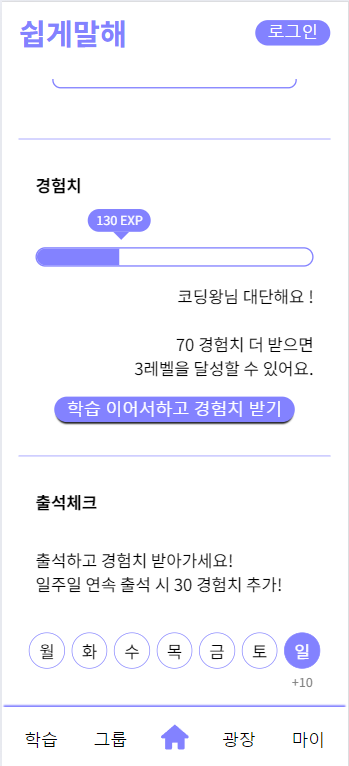 쉽게말해 로그인
경험치
130 EXP
코딩왕님 대단해요 !
70 경험치 더 받으면
3레벨을 달성할 수 있어요.
학습 이어서하고 경험치 받기
출석체크
출석하고 경험치 받아가세요!
일주일 연속 출석 시 30 경험치 추가!
월 화 수 목 금 토 일
+10
학습 그룹 광장 마이